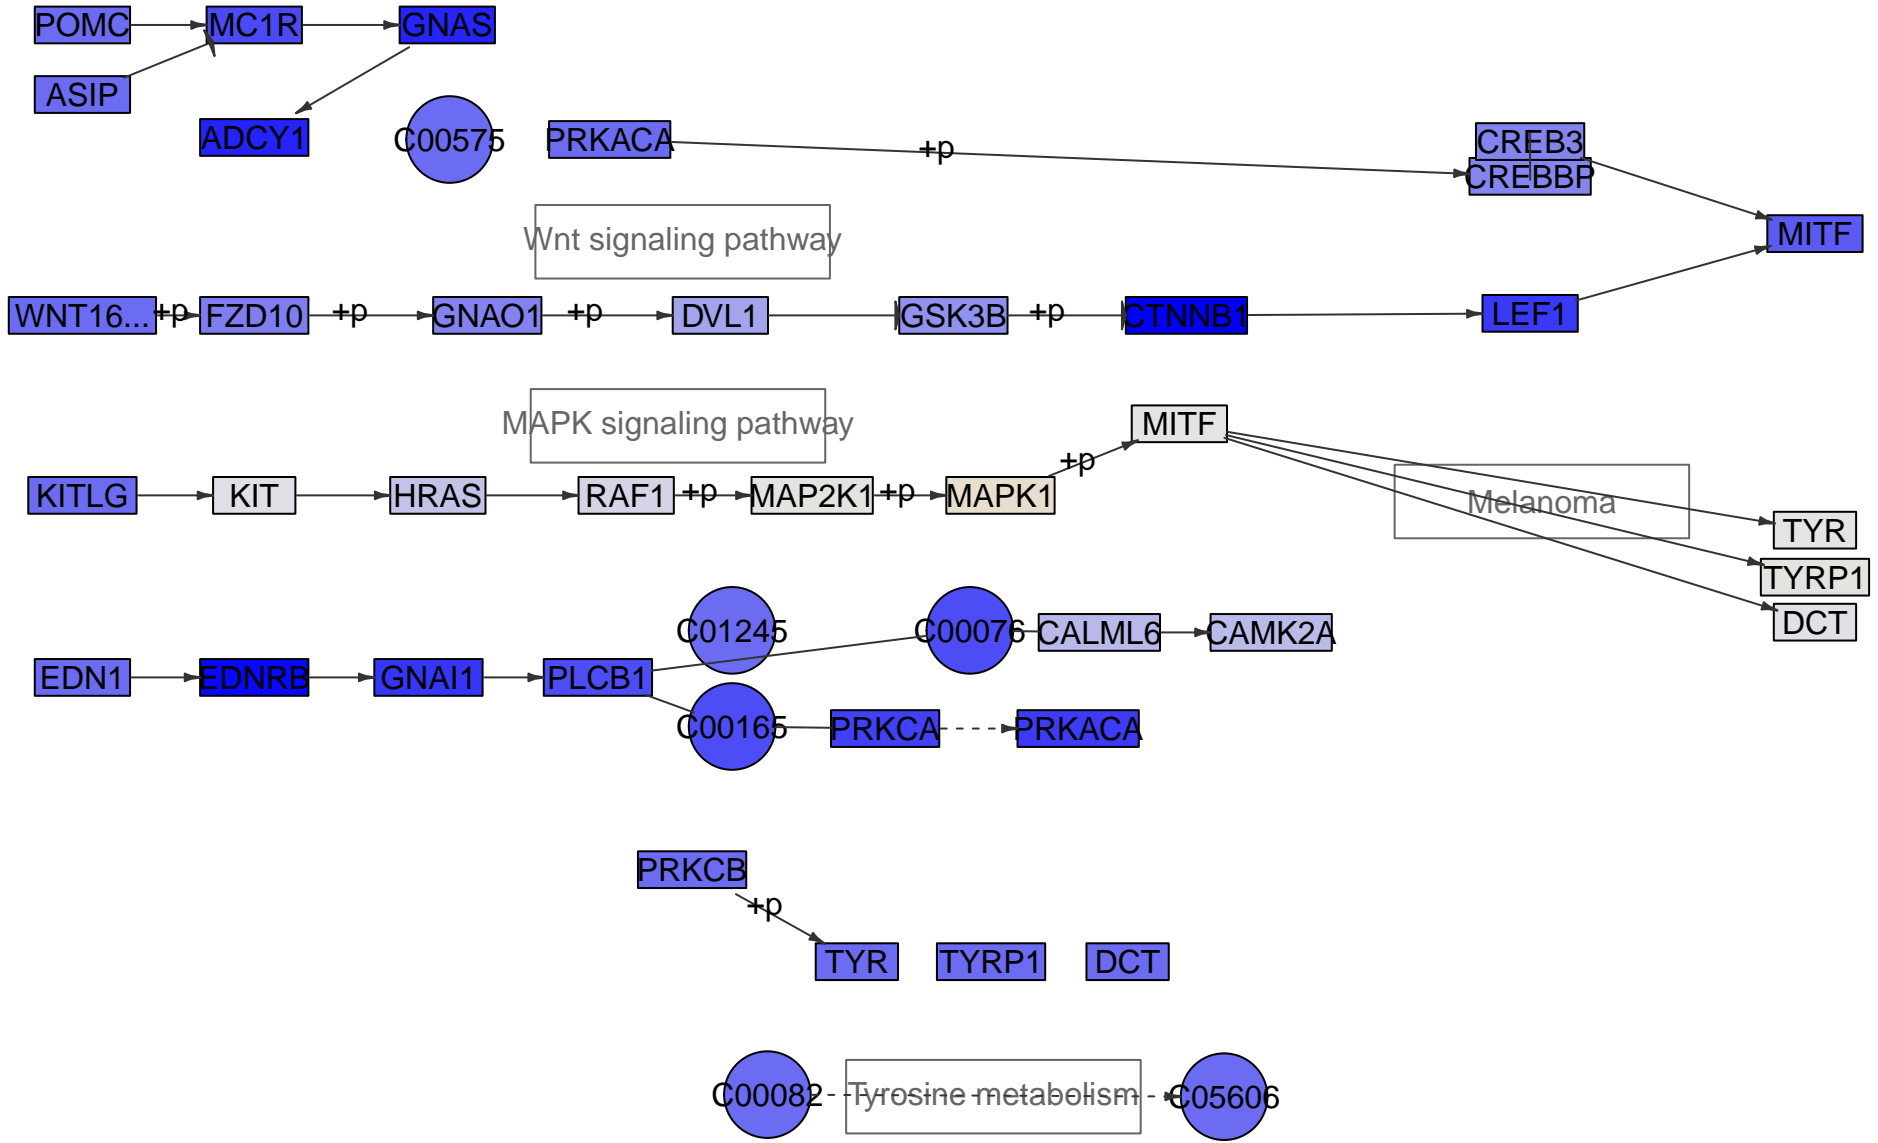 POMC MC1R GNAS
ASIP
ADCY1 C00575 PRKACA +p CREB3
CREBBP
Wnt signaling pathway MITF
WNT16... +p FZD10 +p GNAO1 +p DVL1 GSK3B +p CTNNB1 LEF1
MAPK signaling pathway MITF
+p
KITLG KIT HRAS RAF1 +p MAP2K1 +p MAPK1 Melanoma
TYR
TYRP1
DCT
C01245 C00076 CALML6 CAMK2A
EDN1 EDNRB GNAI1 PLCB1
C00165 PRKCA PRKACA
PRKCB
+p
TYR TYRP1 DCT
C00082 Tyrosine metabolism C05606